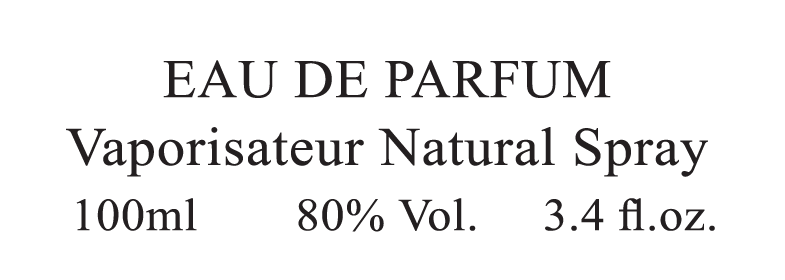 EAU DE PARFUM
Vaporisateur Natural Spray
100ml 80% Vol. 3.4 fl.oz.